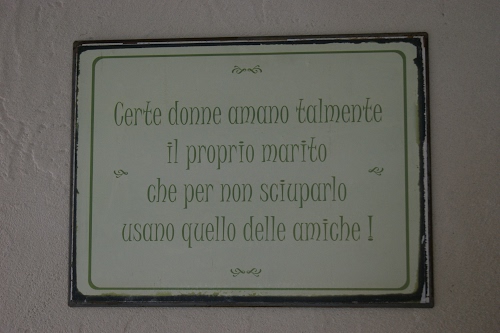 Certe donne amano talmente
il proprio marito
che per non sciuparlo
usano quello delle amiche !